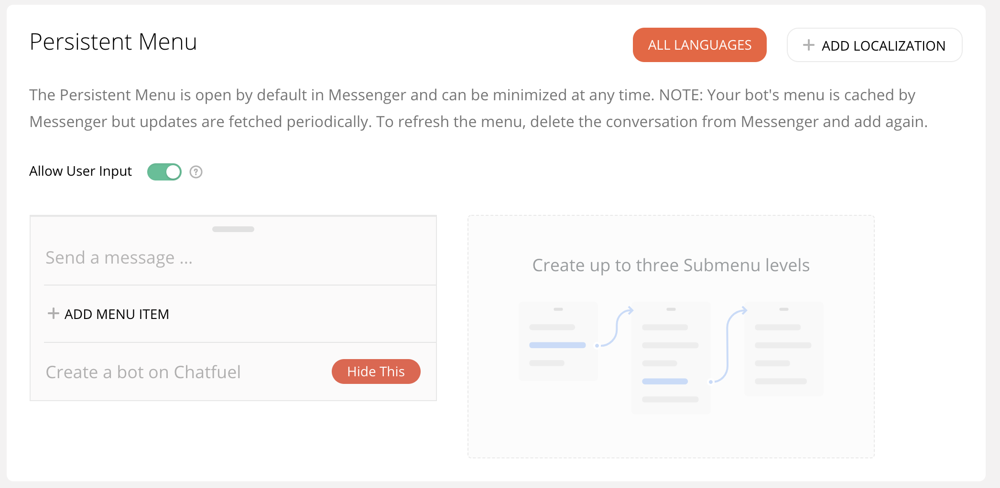 Persistent Menu
ALL LANGUAGES
+ ADD LOCALIZATION
The Persistent Menu is open by default in Messenger and can be minimized at any time. NOTE: Your bot's menu is cached by
Messenger but updates are fetched periodically. To refresh the menu, delete the conversation from Messenger and add again.
Allow User Input
?
Send a message ...
+ ADD MENU ITEM
Create a bot on Chatfuel
Hide This
Create up to three Submenu levels